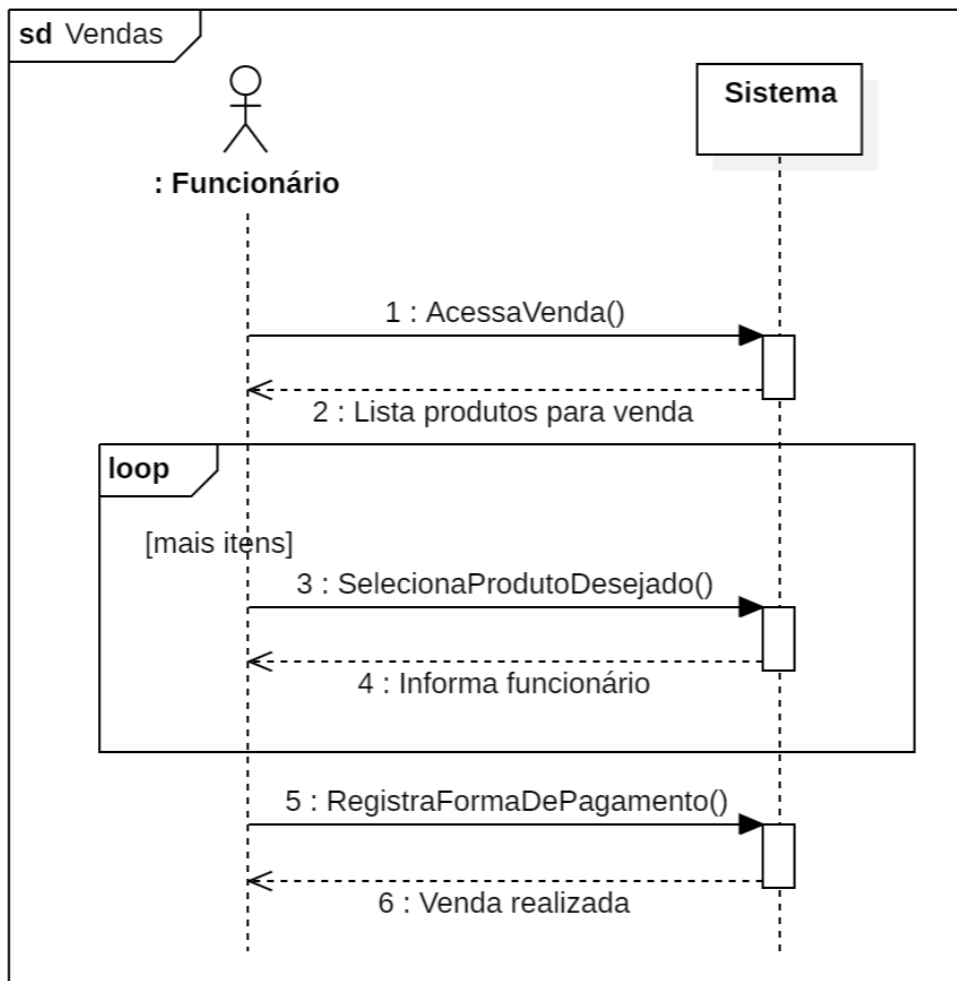 sd Vendas
Sistema
: Funcionário
1 : AcessaVenda()
2 : Lista produtos para venda
loop
[mais itens]
3 : SelecionaProdutoDesejado()
4 : Informa funcionário
5 : RegistraFormaDePagamento()
6 : Venda realizada